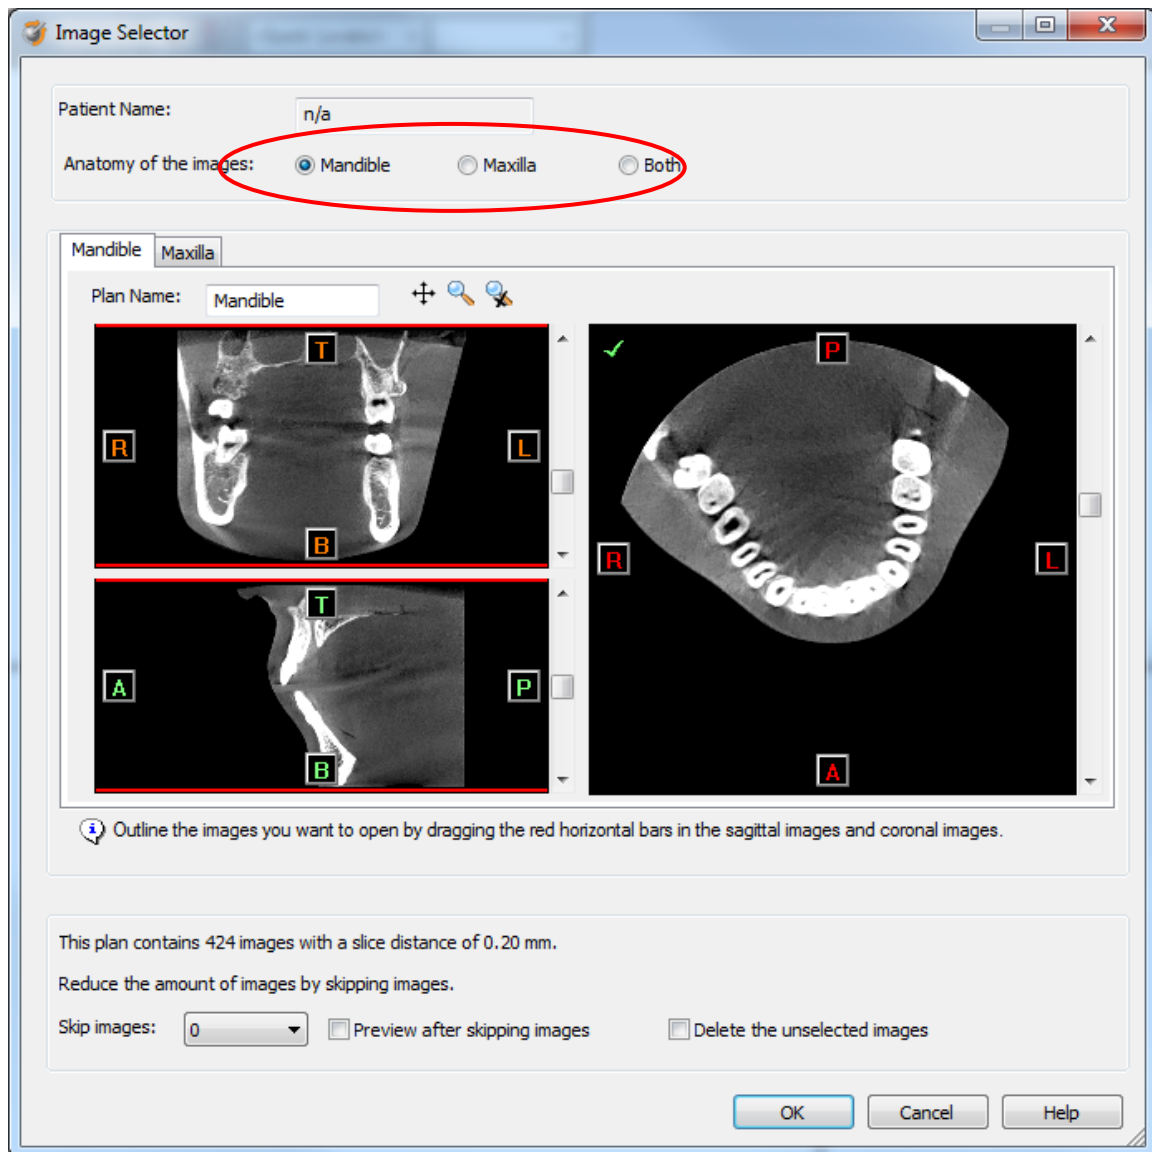 Image Selector
Patient Name: n/a
Anatomy of the images: Mandible Maxilla Both
Mandible Maxilla
Plan Name: Mandible
T
R L
B
T
A P
B
P
R L
A
Outline the images you want to open by dragging the red horizontal bars in the sagittal images and coronal images.
This plan contains 424 images with a slice distance of 0.20 mm.
Reduce the amount of images by skipping images.
Skip images: 0 Preview after skipping images Delete the unselected images
OK Cancel Help